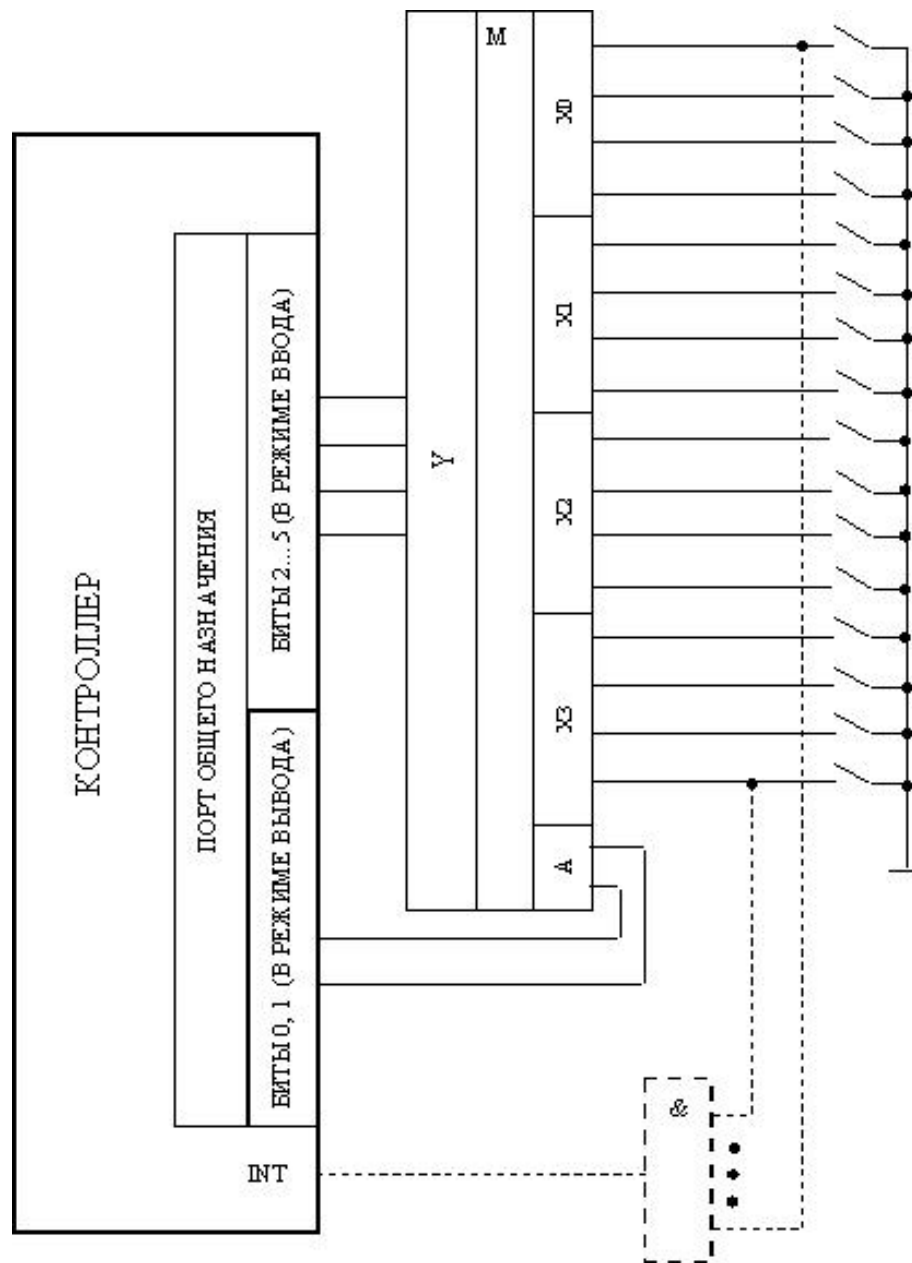 КОНТРОЛЛЕР
ПОРТ ОБЩЕГО НАЗНАЧЕНИЯ
БИТЫ 2... 5 (В РЕЖИМЕ ВВОДА)
БИТЫ 0, 1 (В РЕЖИМЕ ВЫВОДА)
INT
Y
M
X0
X1
X2
X3
A
&